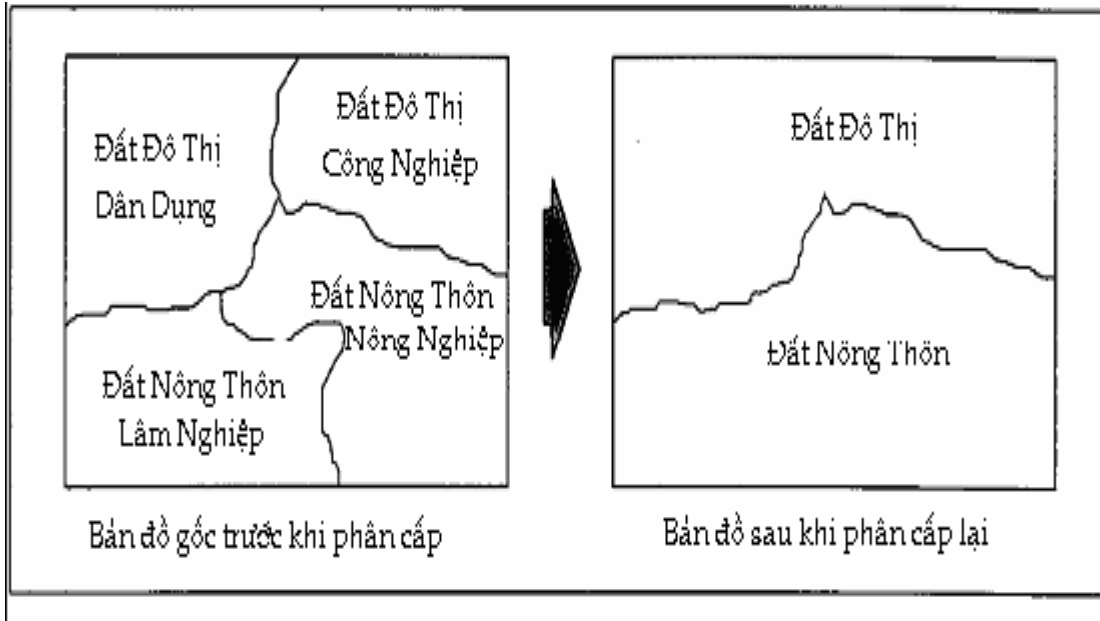 Đất Đô Thị
Dân Dụng
Đất Đô Thị
Công Nghiệp
Đất Nông Thôn
Nông Nghiệp
Đất Nông Thôn
Lâm Nghiệp
Bản đồ gốc trước khi phân cấp
Đất Đô Thị
Đất Nông Thôn
Bản đồ sau khi phân cấp lại